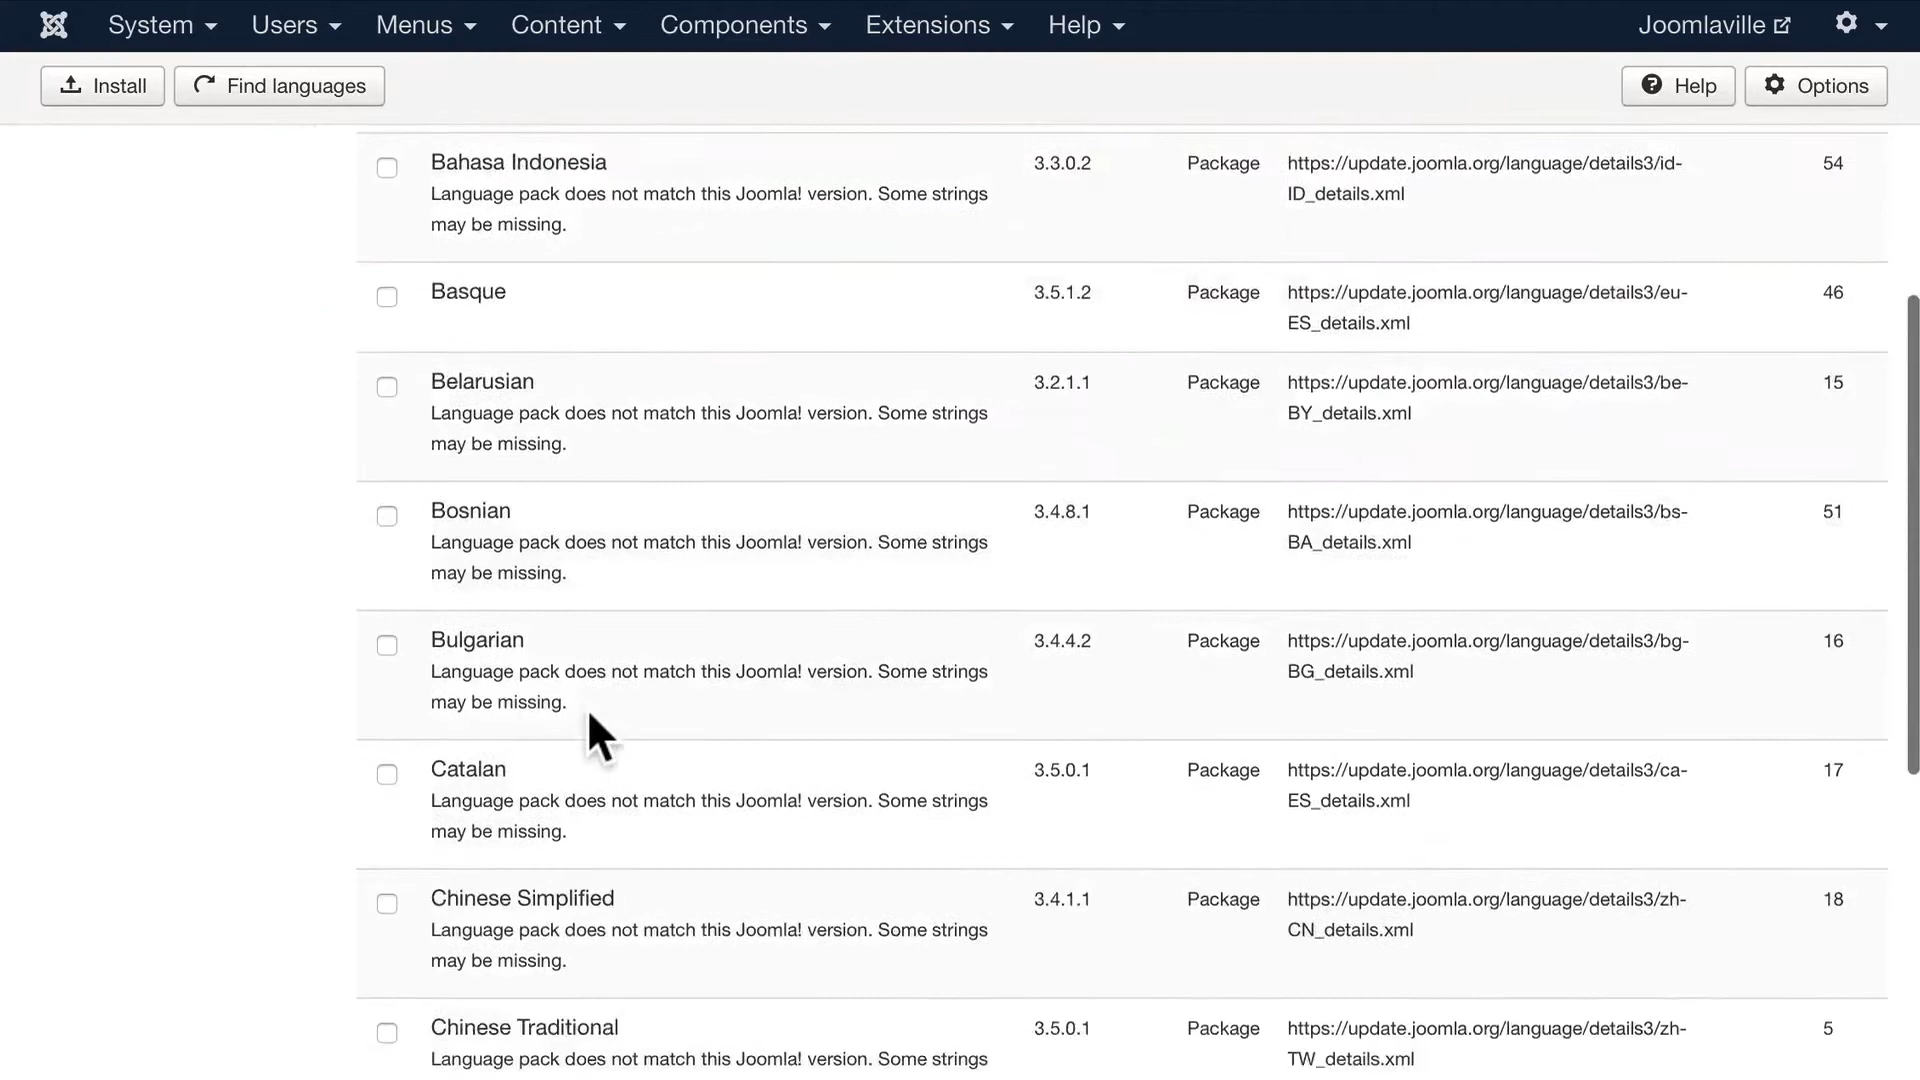 System Users Menus Content Components Extensions Help Joomlaville
Install Find languages Help Options
Bahasa Indonesia 3.3.0.2 Package https://update.joomla.org/language/details3/id- 54
Language pack does not match this Joomla! version. Some strings ID_details.xml
may be missing.
Basque 3.5.1.2 Package https://update.joomla.org/language/details3/eu- 46
ES_details.xml
Belarusian 3.2.1.1 Package https://update.joomla.org/language/details3/be- 15
Language pack does not match this Joomla! version. Some strings BY_details.xml
may be missing.
Bosnian 3.4.8.1 Package https://update.joomla.org/language/details3/bs- 51
Language pack does not match this Joomla! version. Some strings BA_details.xml
may be missing.
Bulgarian 3.4.4.2 Package https://update.joomla.org/language/details3/bg- 16
Language pack does not match this Joomla! version. Some strings BG_details.xml
may be missing.
Catalan 3.5.0.1 Package https://update.joomla.org/language/details3/ca- 17
Language pack does not match this Joomla! version. Some strings ES_details.xml
may be missing.
Chinese Simplified 3.4.1.1 Package https://update.joomla.org/language/details3/zh- 18
Language pack does not match this Joomla! version. Some strings CN_details.xml
may be missing.
Chinese Traditional 3.5.0.1 Package https://update.joomla.org/language/details3/zh- 5
Language pack does not match this Joomla! version. Some strings TW_details.xml